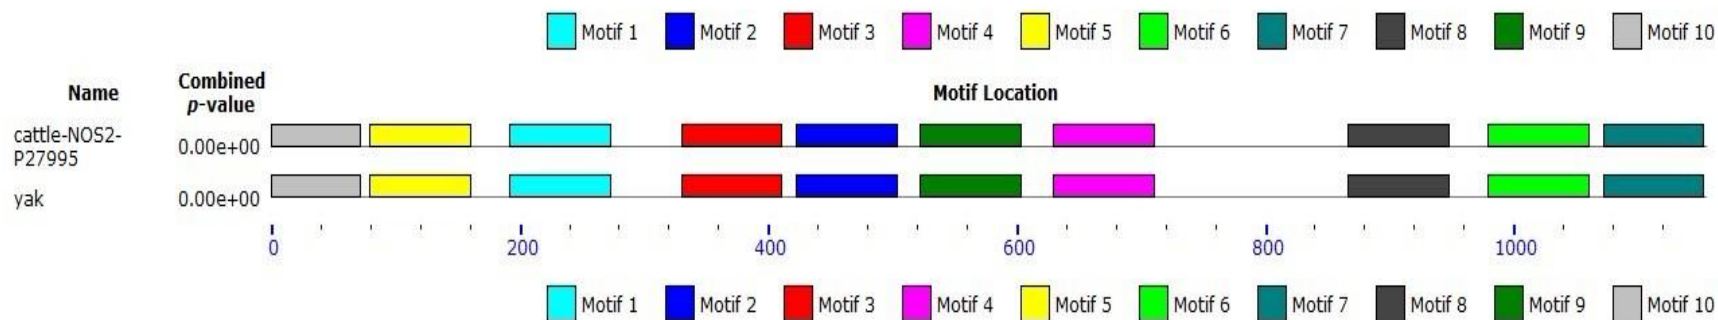 Motif 1 Motif 2 Motif 3 Motif 4 Motif 5 Motif 6 Motif 7 Motif 8 Motif 9 Motif 10
Name Combined p-value Motif Location
cattle-NOS2-P27995 0.00e+00
yak 0.00e+00
0 200 400 600 800 1000
Motif 1 Motif 2 Motif 3 Motif 4 Motif 5 Motif 6 Motif 7 Motif 8 Motif 9 Motif 10